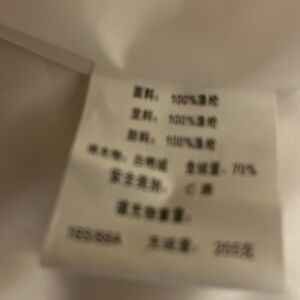 面料：100%涤纶
里料：100%涤纶
胆料：100%涤纶
填充物：白鸭绒 含绒量：70%
安全类别：C类
填充物重量：
165/88A 充绒量：255克